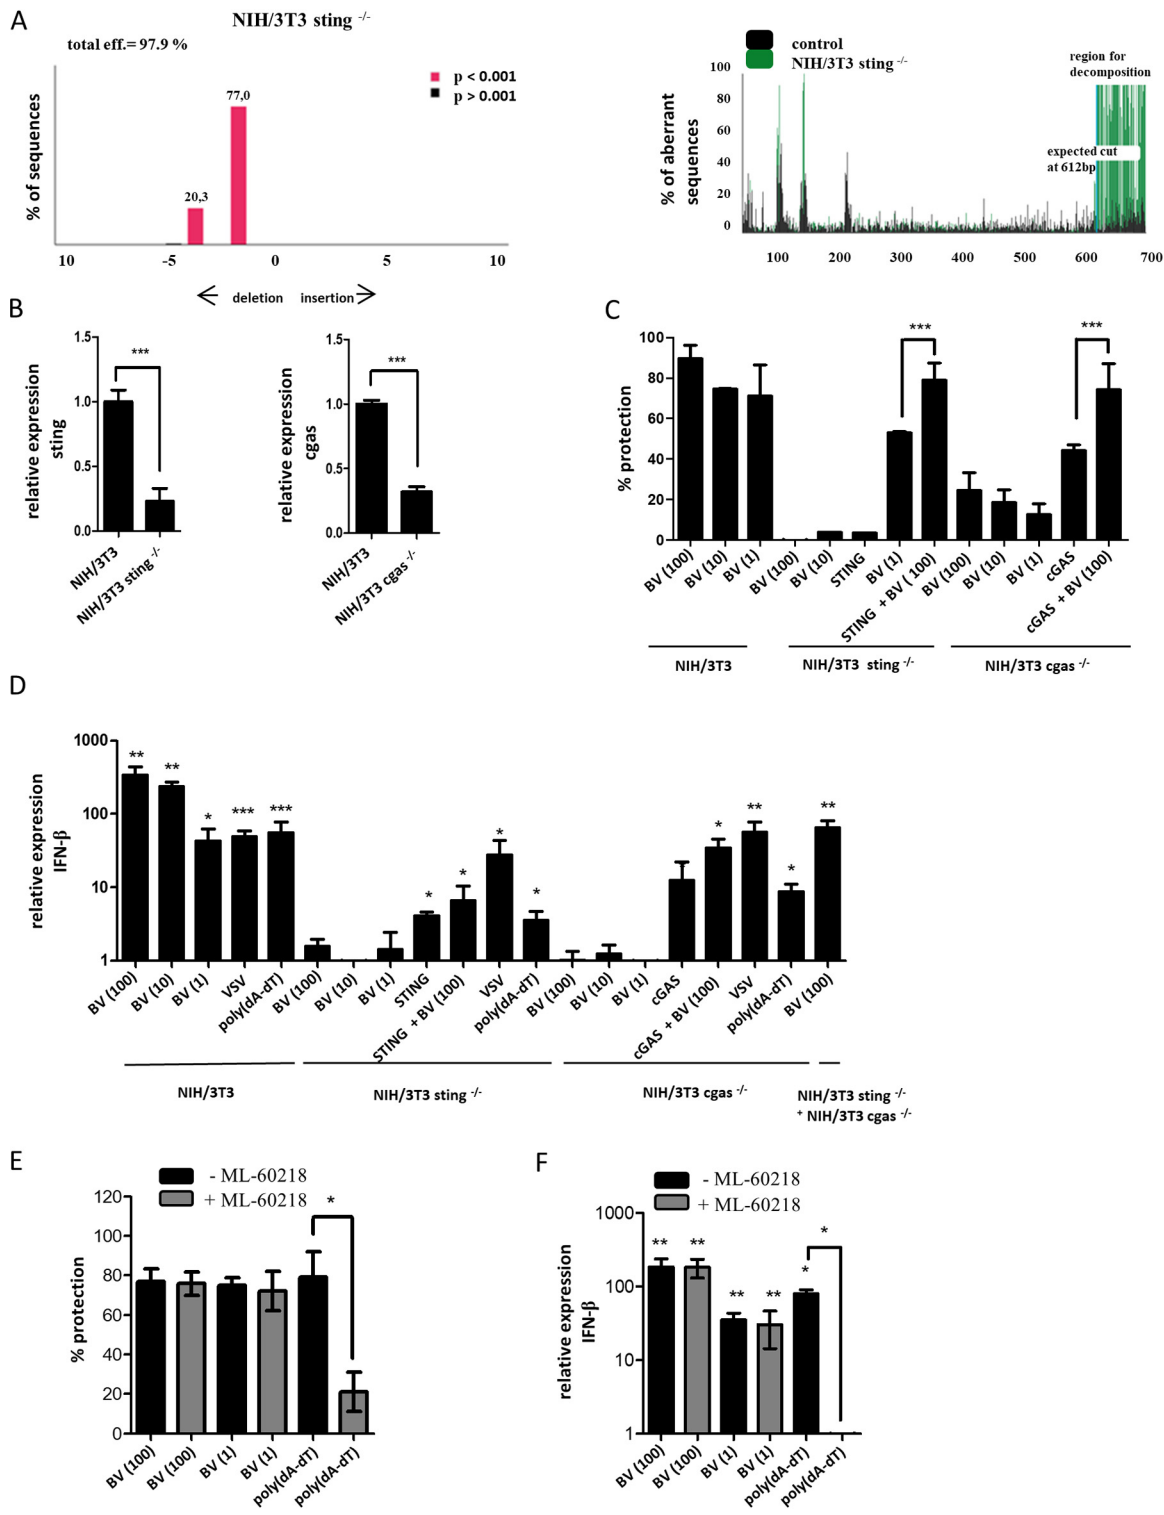 A
NIH/3T3 sting -/-
total eff.= 97.9 %
p < 0.001
p > 0.001
% of sequences
77,0
20,3
10 -5 0 5 10
deletion insertion
control
NIH/3T3 sting -/-
region for
decomposition
expected cut
at 612bp
% of aberrant
sequences
100
80
60
40
20
0
100 200 300 400 500 600 700
B
relative expression
sting
1.5
1.0
0.5
0.0
***
NIH/3T3
NIH/3T3 sting -/-
relative expression
cgas
1.5
1.0
0.5
0.0
***
NIH/3T3
NIH/3T3 cgas -/-
C
% protection
100
80
60
40
20
0
*** ***
BV (100)
BV (10)
BV (1)
BV (100)
BV (10)
STING
BV (1)
STING + BV ( 100)
BV (100)
BV (10)
BV (1)
cGAS
cGAS + BV (100)
NIH/3T3
NIH/3T3 sting -/-
NIH/3T3 cgas -/-
D
relative expression
IFN-β
1000
100
10
1
** ** * *** *** * * * * * ** * **
BV (100)
BV (10)
BV (1)
VSV
poly(dA-dT)
BV (100)
BV (10)
BV (1)
STING
STING + BV (100)
VSV
poly(dA-dT)
BV (100)
BV (10)
BV (1)
cGAS
cGAS + BV (100)
VSV
poly(dA-dT)
BV (100)
NIH/3T3
NIH/3T3 sting -/-
NIH/3T3 cgas -/-
NIH/3T3 sting -/-
+ NIH/3T3 cgas -/-
E
- ML-60218
+ ML-60218
% protection
120
100
80
60
40
20
0
*
BV (100)
BV (100)
BV (1)
BV (1)
poly(dA-dT)
poly(dA-dT)
F
- ML-60218
+ ML-60218
relative expression
IFN-β
1000
100
10
1
** ** ** ** * *
BV (100)
BV (100)
BV (1)
BV (1)
poly(dA-dT)
poly(dA-dT)